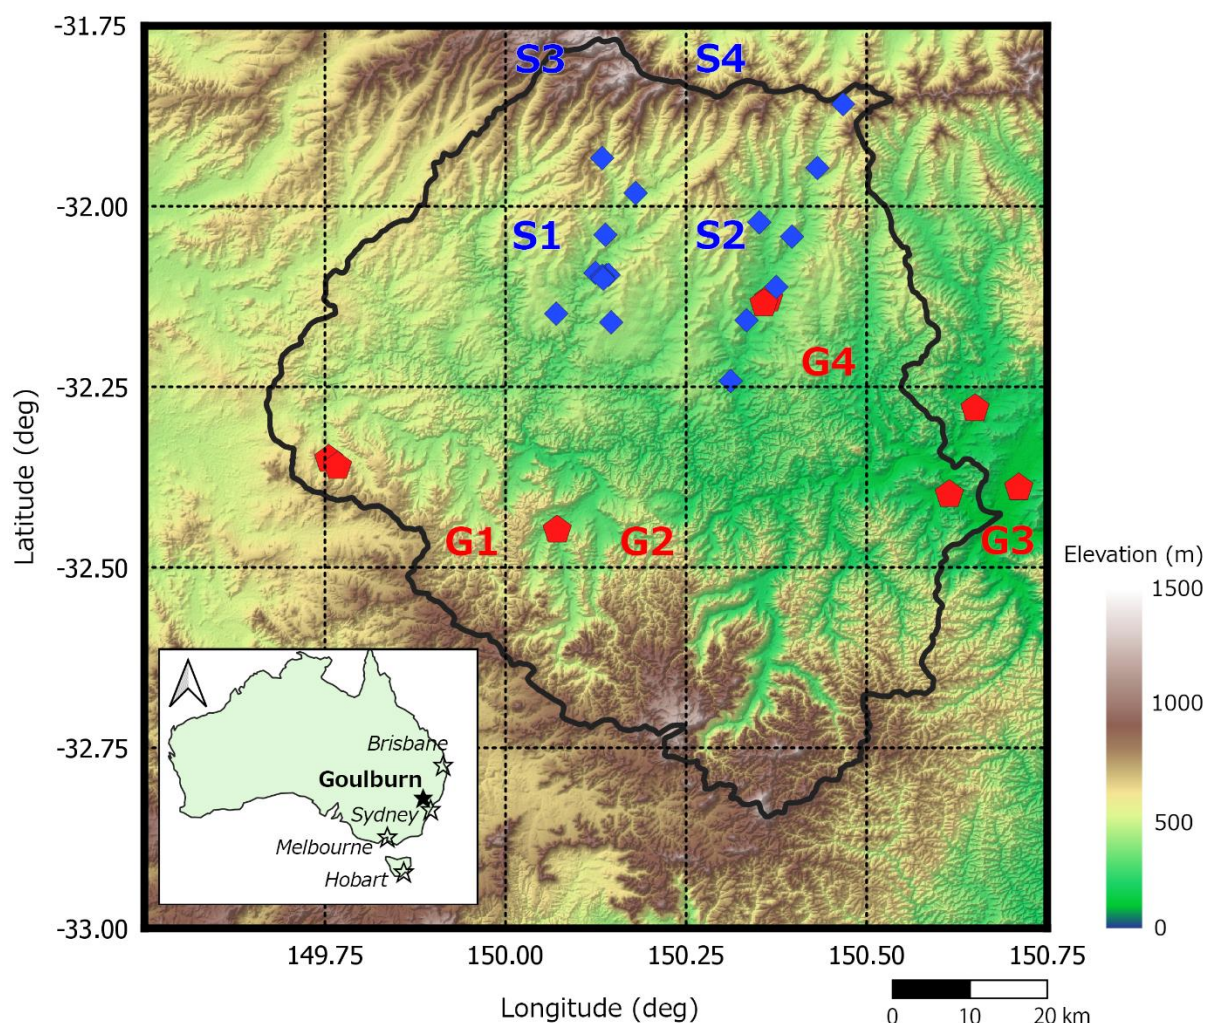 -31.75
S3 S4
-32.00
S1 S2
G4
-32.25
Latitude (deg)
G1 G2 G3
-32.50
Elevation (m)
1500
1000
500
0
Brisbane
Goulburn
Sydney
Melbourne
Hobart
-32.75
-33.00
149.75 150.00 150.25 150.50 150.75
Longitude (deg)
0 10 20 km